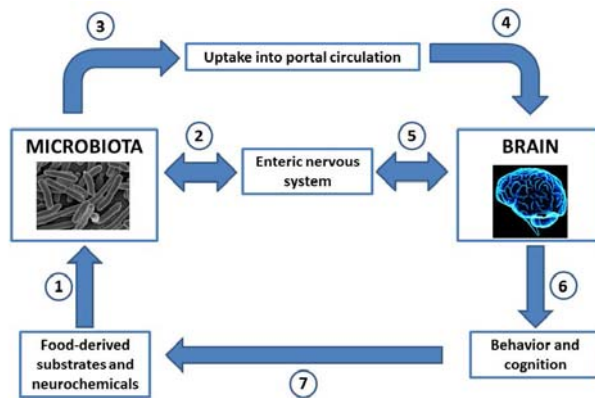 3
4
Uptake into portal circulation
MICROBIOTA
2
5
BRAIN
Enteric nervous
system
1
6
Food-derived
substrates and
neurochemicals
7
Behavior and
cognition